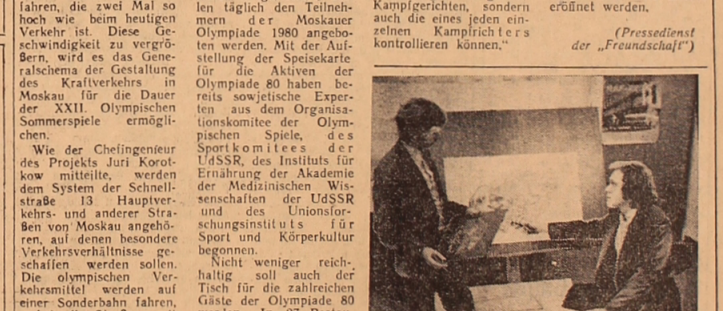 fahren, die zwei Mal so
hoch wie beim heutigen
Verkehr ist. Diese Ge-
schwindigkeit zu vergrö-
ßern, wird es das Gene-
ralschema der Gestaltung
des Kraftverkehrs in
Moskau für die Dauer
der XXII. Olympischen
Sommerspiele ermögli-
chen.
Wie der Chefingenieur
des Projekts Juri Korot-
kow mitteilte, werden
dem System der Schnell-
straße 13 Hauptver-
kehrs- und anderer Stra-
ßen von Moskau angehö-
ren, auf denen besondere
Verkehrsverhältnisse ge-
schaffen werden sollen.
Die olympischen Ver-
kehrsmittel werden auf
einer Sonderbahn fahren,
len täglich den Teilneh-
mern der Moskauer
Olympiade 1980 angebo-
ten werden. Mit der Auf-
stellung der Speisekarte
für die Aktiven der
Olympiade 80 haben be-
reits sowjetische Exper-
ten aus dem Organisa-
tionskomitee der Olym-
pischen Spiele, des
Sportkomitees der
UdSSR, des Instituts für
Ernährung der Akademie
der Medizinischen Wis-
senschaften der UdSSR
und des Unionsfor-
schungsinstituts für
Sport und Körperkultur
begonnen.
Nicht weniger reich-
haltig soll auch der
Tisch für die zahlreichen
Gäste der Olympiade 80
Kampfgerichten, sondern
auch die eines jeden ein-
zelnen Kampfrichters
kontrollieren können."
eröffnet werden.
(Pressedienst
der „Freundschaft")